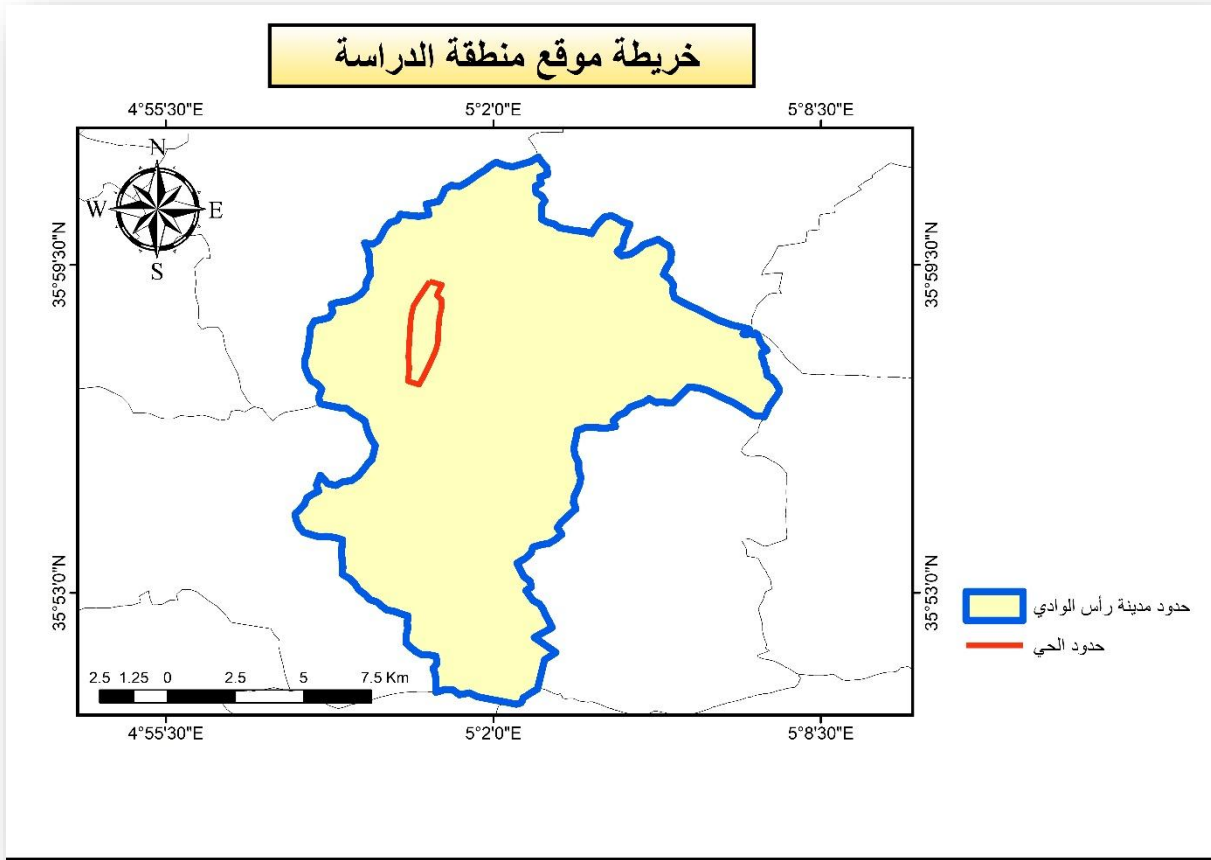 خريطة موقع منطقة الدراسة
4°55'30"E 5°2'0"E 5°8'30"E
N
W E
S
35°59'30"N 35°59'30"N
35°53'0"N 35°53'0"N
حدود مدينة رأس الوادي
حدود الحي
2.5 1.25 0 2.5 5 7.5 Km
4°55'30"E 5°2'0"E 5°8'30"E